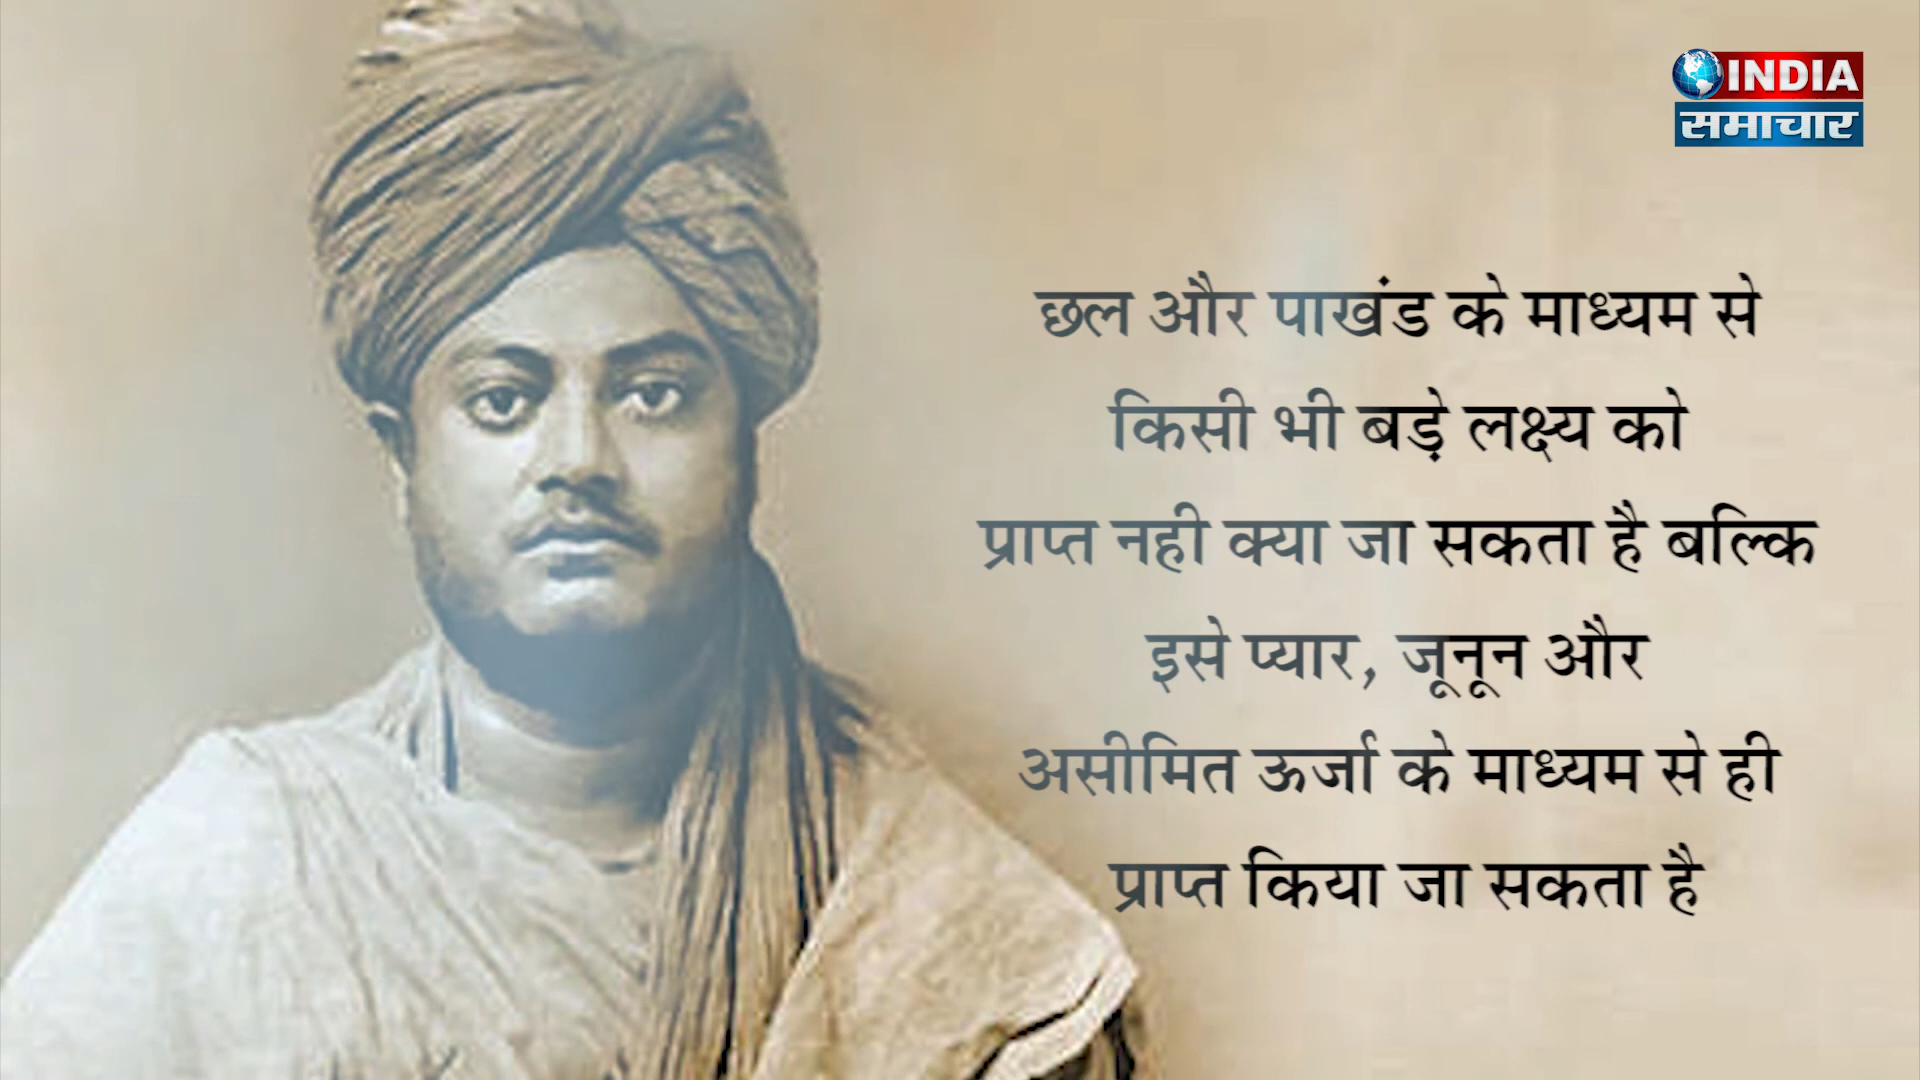 INDIA
समाचार
छल और पाखंड के माध्यम से
किसी भी बड़े लक्ष्य को
प्राप्त नही क्या जा सकता है बल्कि
इसे प्यार, जूनून और
असीमित ऊर्जा के माध्यम से ही
प्राप्त किया जा सकता है